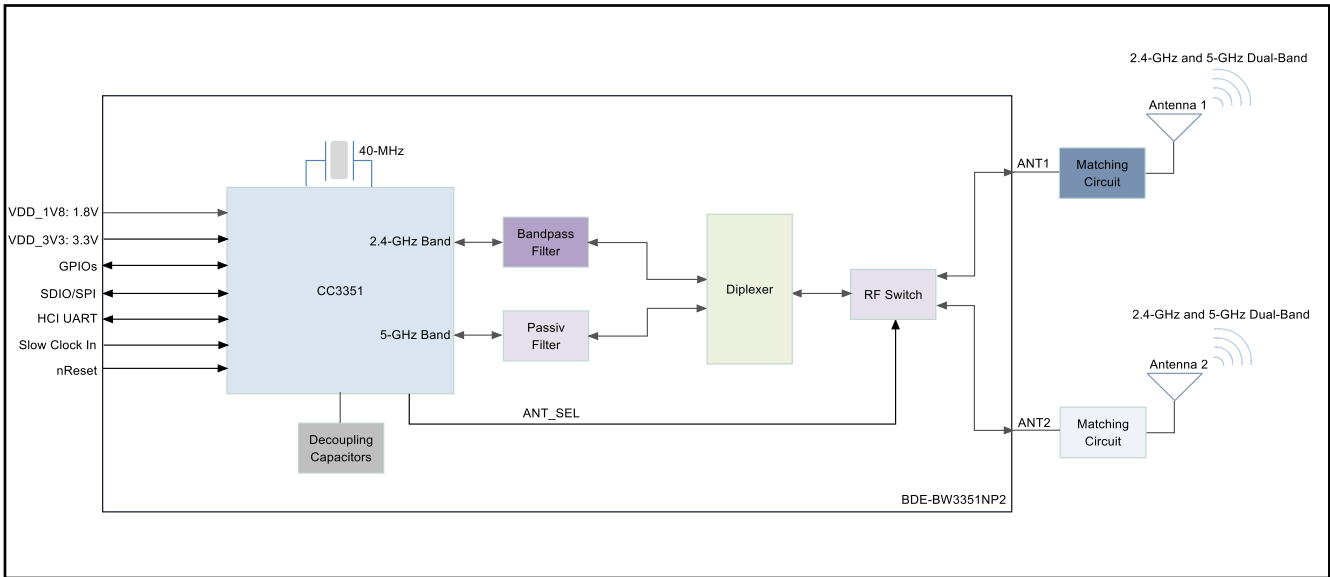 2.4-GHz and 5-GHz Dual-Band
Antenna 1
40-MHz
ANT1
Matching
Circuit
VDD_1V8: 1.8V
VDD_3V3: 3.3V
GPIOs
SDIO/SPI
HCI UART
Slow Clock In
nReset
2.4-GHz Band
CC3351
5-GHz Band
Bandpass
Filter
Passiv
Filter
Diplexer
RF Switch
2.4-GHz and 5-GHz Dual-Band
Antenna 2
ANT_SEL
ANT2
Matching
Circuit
Decoupling
Capacitors
BDE-BW3351NP2